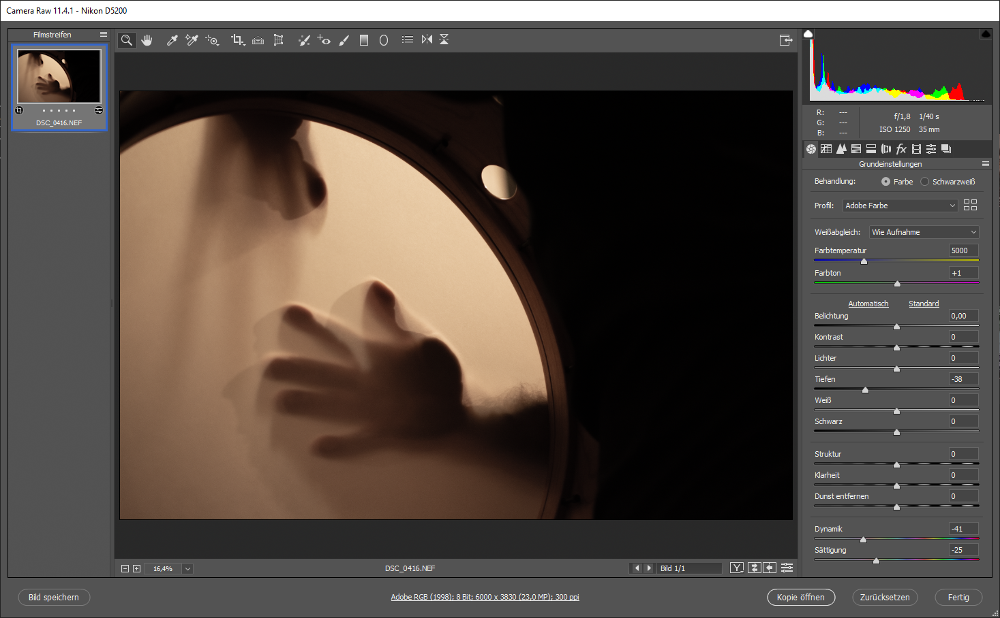 Camera Raw 11.4.1 - Nikon D5200
Filmstreifen
DSC_0416.NEF
R: ---
G: ---
B: ---
f/1,8 1/40 s
ISO 1250 35 mm
fx
Grundeinstellungen
Behandlung: Farbe Schwarzweiß
Profil: Adobe Farbe
Weißabgleich: Wie Aufnahme
Farbtemperatur 5000
Farbton +1
Automatisch Standard
Belichtung 0,00
Kontrast 0
Lichter 0
Tiefen -38
Weiß 0
Schwarz 0
Struktur 0
Klarheit 0
Dunst entfernen 0
Dynamik -41
Sättigung -25
16,4% DSC_0416.NEF Bild 1/1 Y
Bild speichern
Adobe RGB (1998); 8 Bit; 6000 x 3830 (23,0 MP); 300 ppi
Kopie öffnen Zurücksetzen Fertig